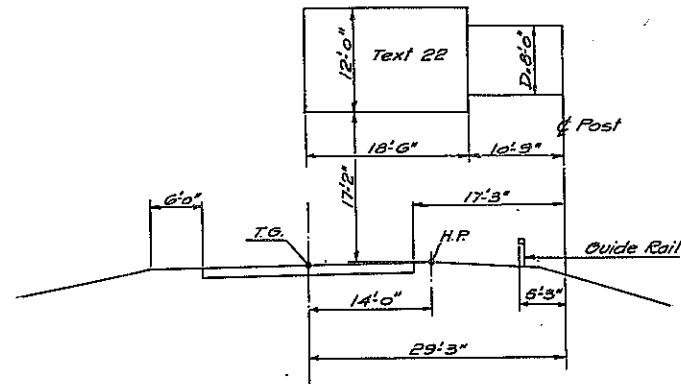 12'-0"
Text 22
D=8'-0"
₵ Post
18'-6"
10'-9"
17'-2"
6'-0"
17'-3"
T.G.
H.P.
Guide Rail
14'-0"
5'-3"
29'-3"